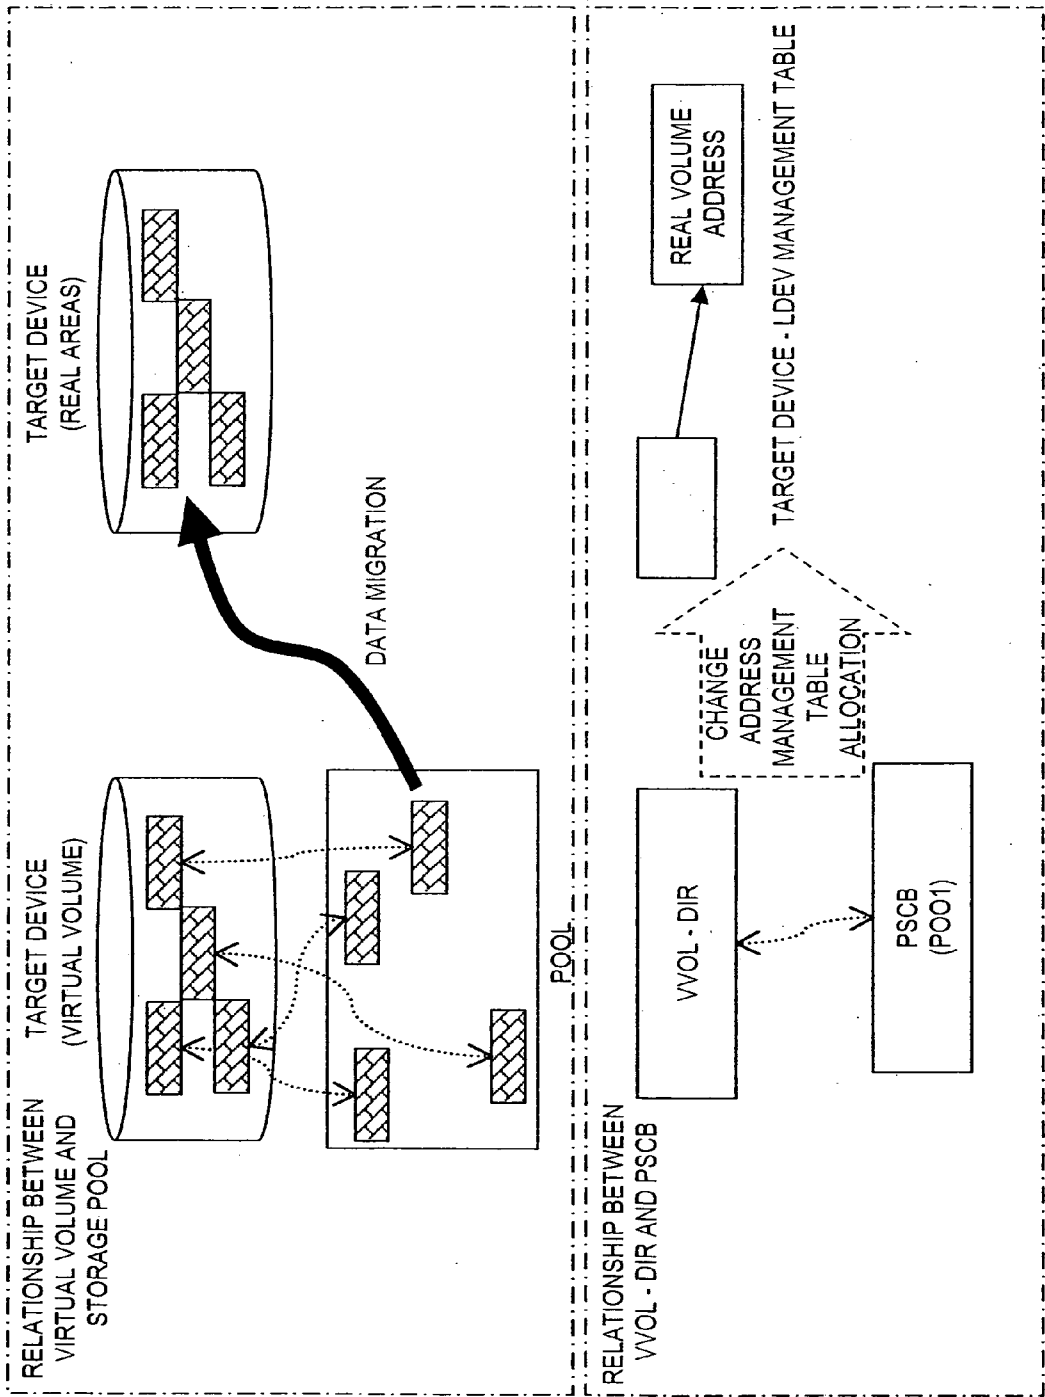 RELATIONSHIP BETWEEN
VIRTUAL VOLUME AND
STORAGE POOL
TARGET DEVICE
(VIRTUAL VOLUME)
TARGET DEVICE
(REAL AREAS)
DATA MIGRATION
POOL
RELATIONSHIP BETWEEN
VVOL - DIR AND PSCB
VVOL - DIR
PSCB
(POO1)
CHANGE
ADDRESS
MANAGEMENT
TABLE
ALLOCATION
REAL VOLUME
ADDRESS
TARGET DEVICE - LDEV MANAGEMENT TABLE